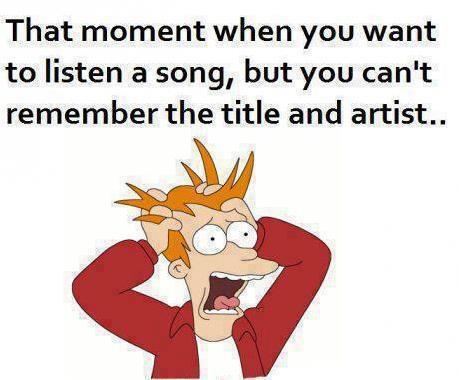 That moment when you want
to listen a song, but you can't
remember the title and artist..